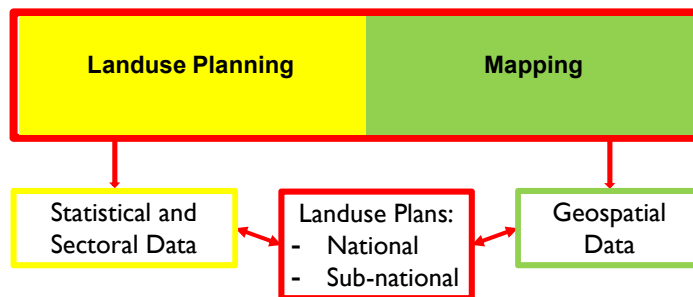 Landuse Planning
Mapping
Statistical and
Sectoral Data
Landuse Plans:
- National
- Sub-national
Geospatial
Data